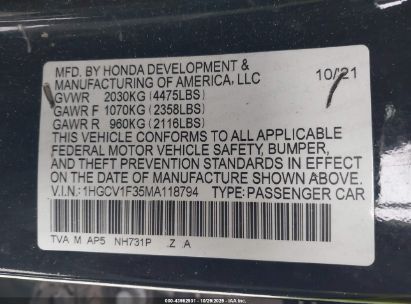 MFD. BY HONDA DEVELOPMENT &
MANUFACTURING OF AMERICA, LLC
10/21
GVWR 2030KG (4475LBS)
GAWR F 1070KG (2358LBS)
GAWR R 960KG (2116LBS)
THIS VEHICLE CONFORMS TO ALL APPLICABLE
FEDERAL MOTOR VEHICLE SAFETY, BUMPER,
AND THEFT PREVENTION STANDARDS IN EFFECT
ON THE DATE OF MANUFACTURE SHOWN ABOVE.
V.I.N.: 1HGCV1F35MA118794 TYPE: PASSENGER CAR
TVA M AP5 NH731P Z A